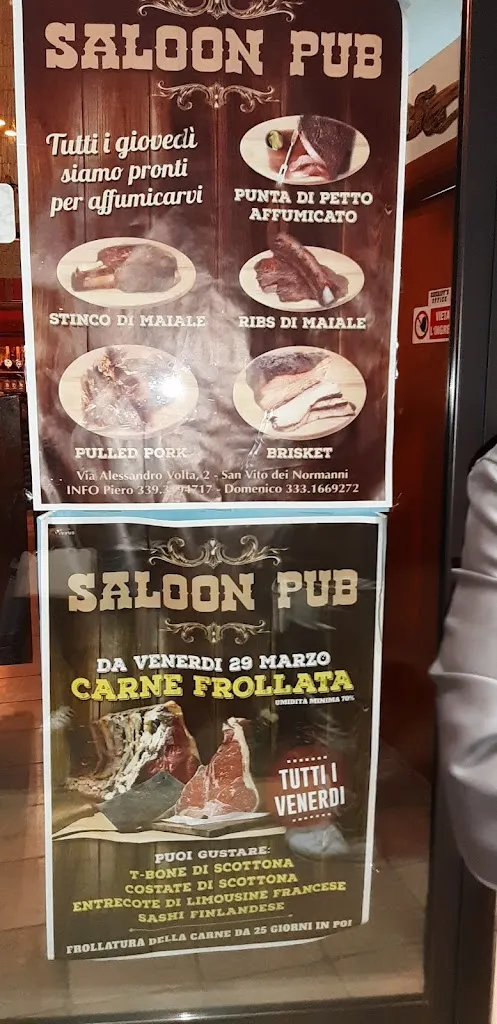 SALOON PUB
Tutti i giovedì
siamo pronti
per affumicarvi
PUNTA DI PETTO
AFFUMICATO
STINCO DI MAIALE
RIBS DI MAIALE
PULLED PORK
BRISKET
Via Alessandro Volta, 2 - San Vito dei Normanni
INFO Piero - Domenico 333.1669272
VIETA
L'INGRE
SALOON PUB
DA VENERDI 29 MARZO
CARNE FROLLATA
UMIDITA MINIMA 70%
TUTTI I
VENERDI
PUOI GUSTARE:
T-BONE DI SCOTTONA
COSTATE DI SCOTTONA
ENTRECOTE DI LIMOUSINE FRANCESE
SASHI FINLANDESE
FROLLATURA DELLA CARNE DA 25 GIORNI IN POI